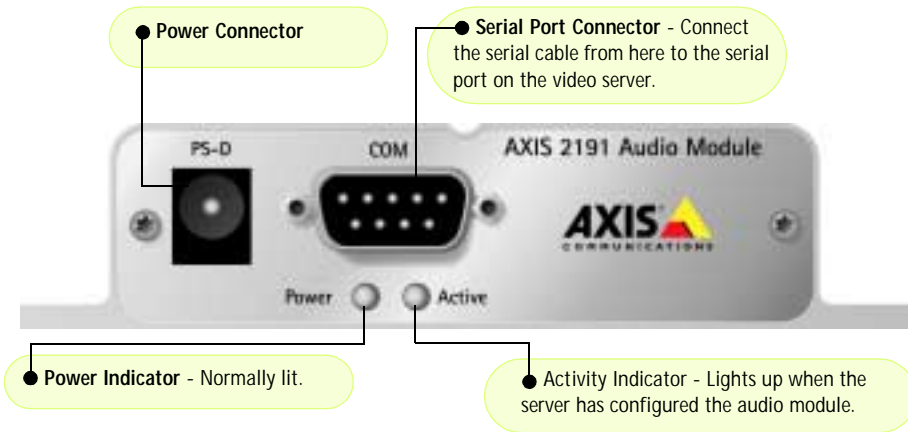 Power Connector
Serial Port Connector - Connect
the serial cable from here to the serial
port on the video server.
PS-D
COM
AXIS 2191 Audio Module
AXIS
COMMUNICATIONS
Power
Active
Power Indicator - Normally lit.
Activity Indicator - Lights up when the
server has configured the audio module.